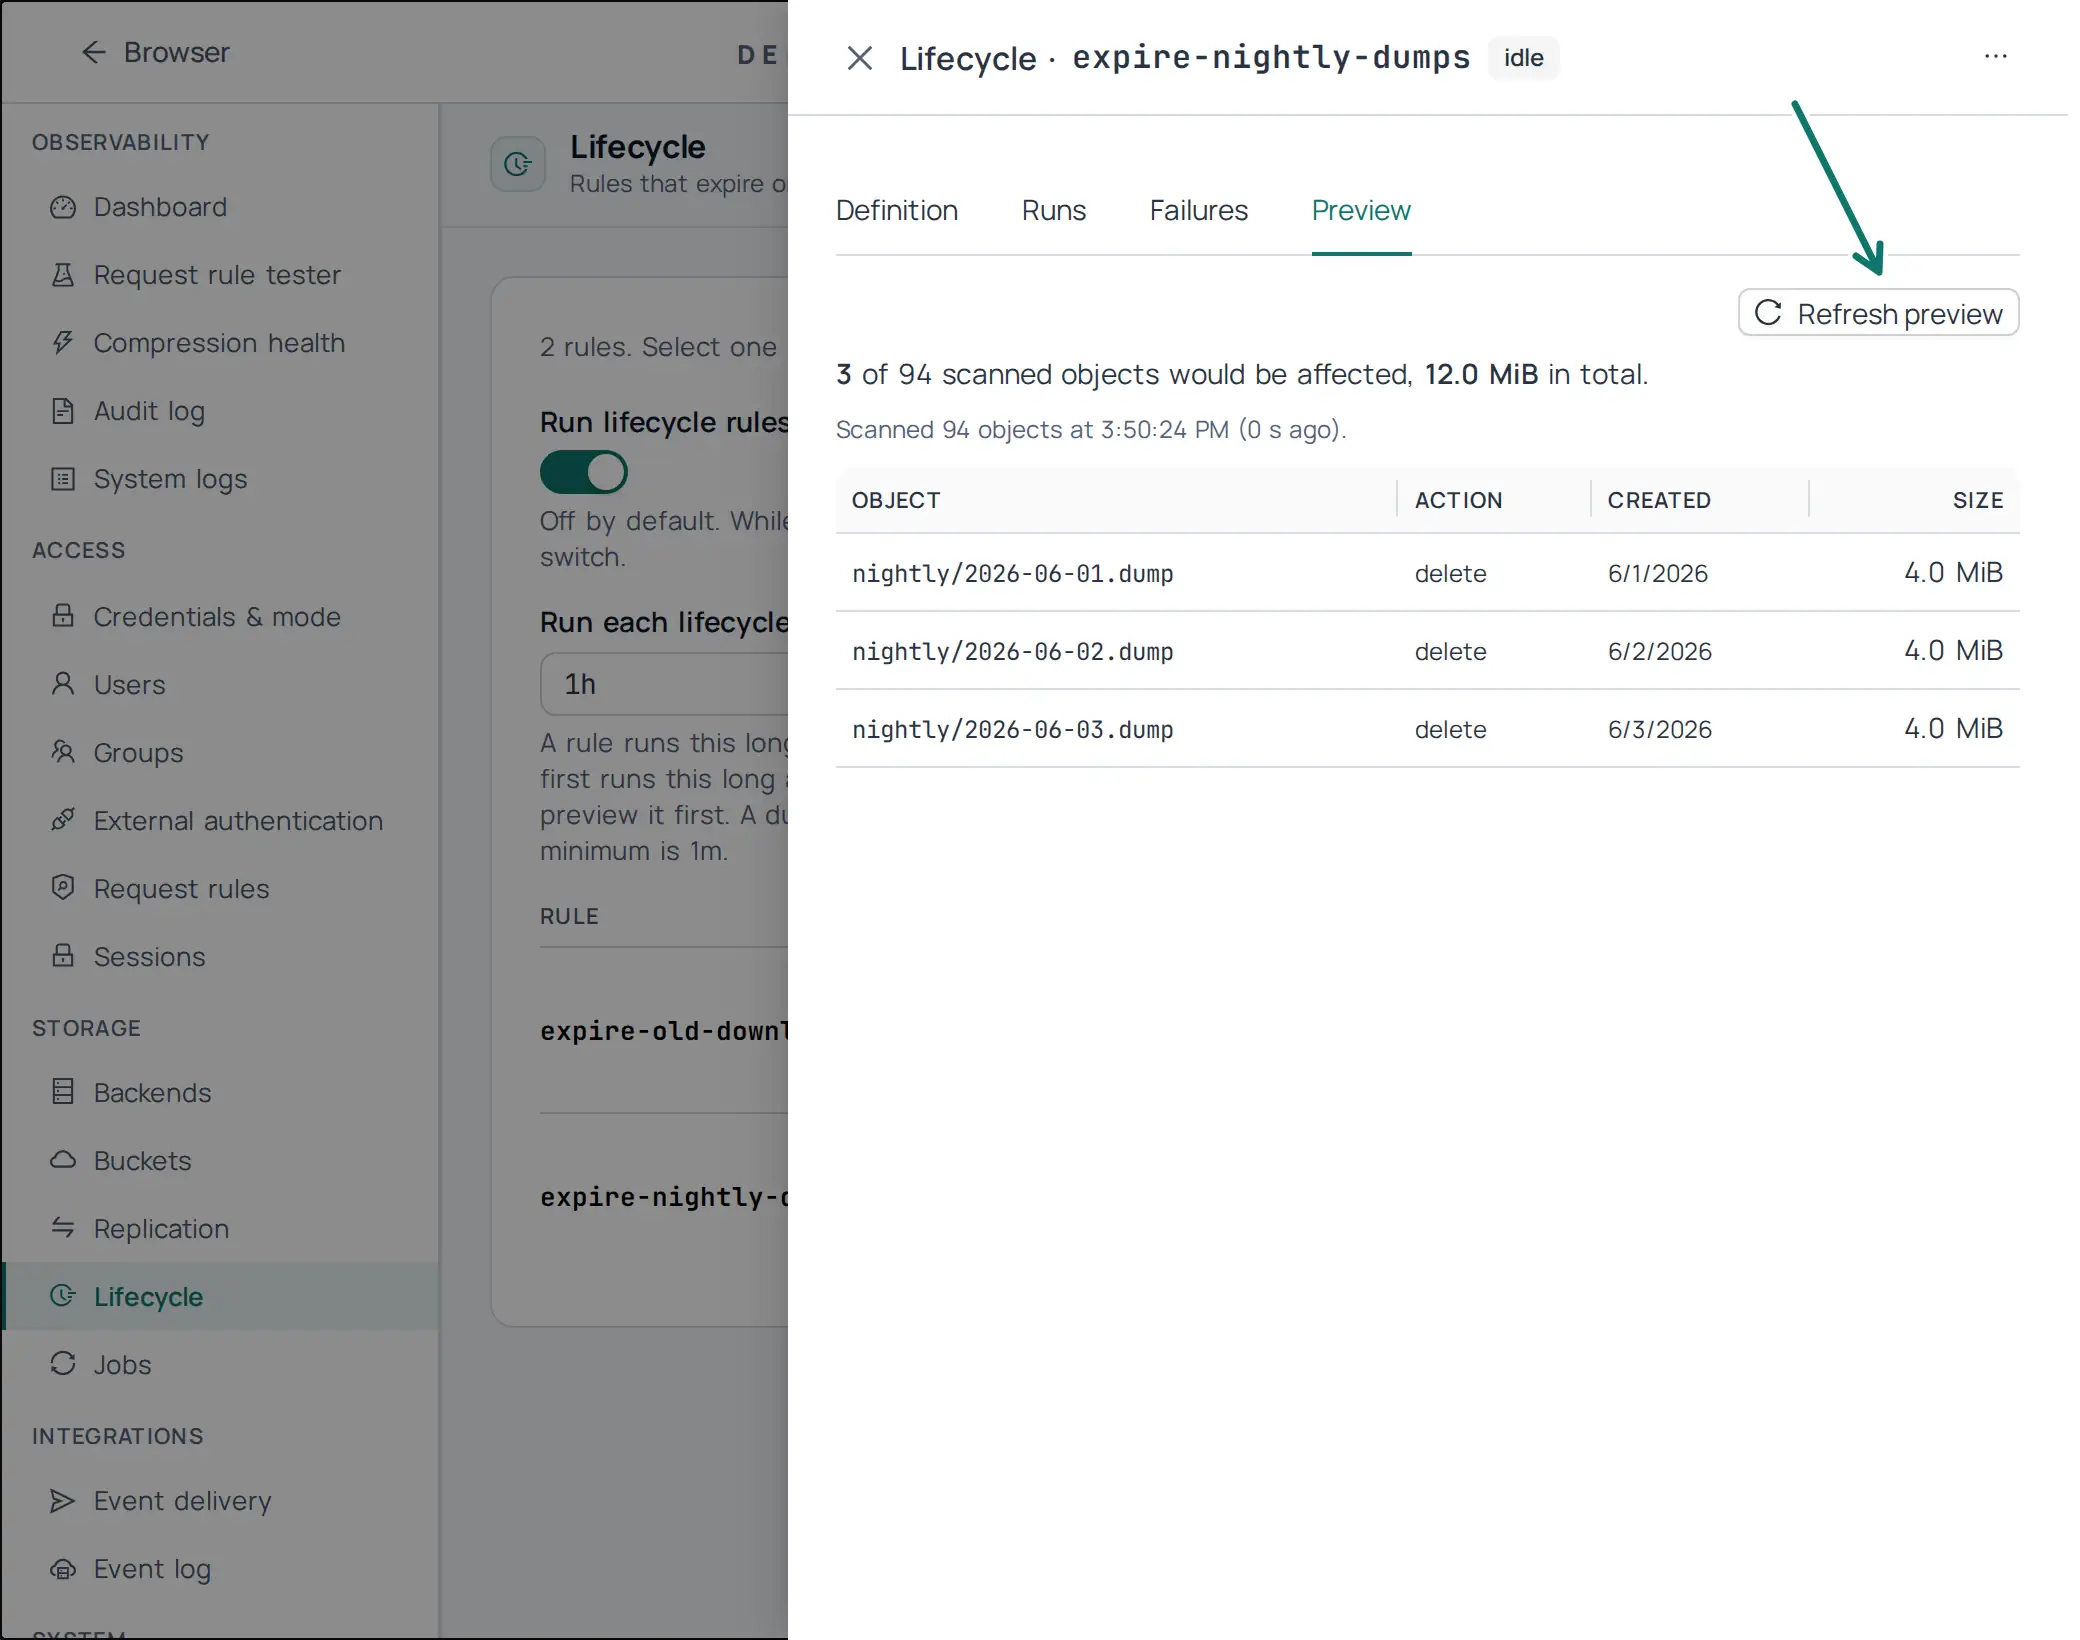 Browser
DE
OBSERVABILITY
Dashboard
Request rule tester
Compression health
Audit log
System logs
ACCESS
Credentials & mode
Users
Groups
External authentication
Request rules
Sessions
STORAGE
Backends
Buckets
Replication
Lifecycle
Jobs
INTEGRATIONS
Event delivery
Event log
SYSTEM
Lifecycle
Rules that expire o
2 rules. Select one
Run lifecycle rules
Off by default. While
switch.
Run each lifecycle
1h
A rule runs this long
first runs this long
preview it first. A du
minimum is 1m.
RULE
expire-old-downl
expire-nightly-d
Lifecycle · expire-nightly-dumps idle
Definition Runs Failures Preview
Refresh preview
3 of 94 scanned objects would be affected, 12.0 MiB in total.
Scanned 94 objects at 3:50:24 PM (0 s ago).
OBJECT ACTION CREATED SIZE
nightly/2026-06-01.dump delete 6/1/2026 4.0 MiB
nightly/2026-06-02.dump delete 6/2/2026 4.0 MiB
nightly/2026-06-03.dump delete 6/3/2026 4.0 MiB